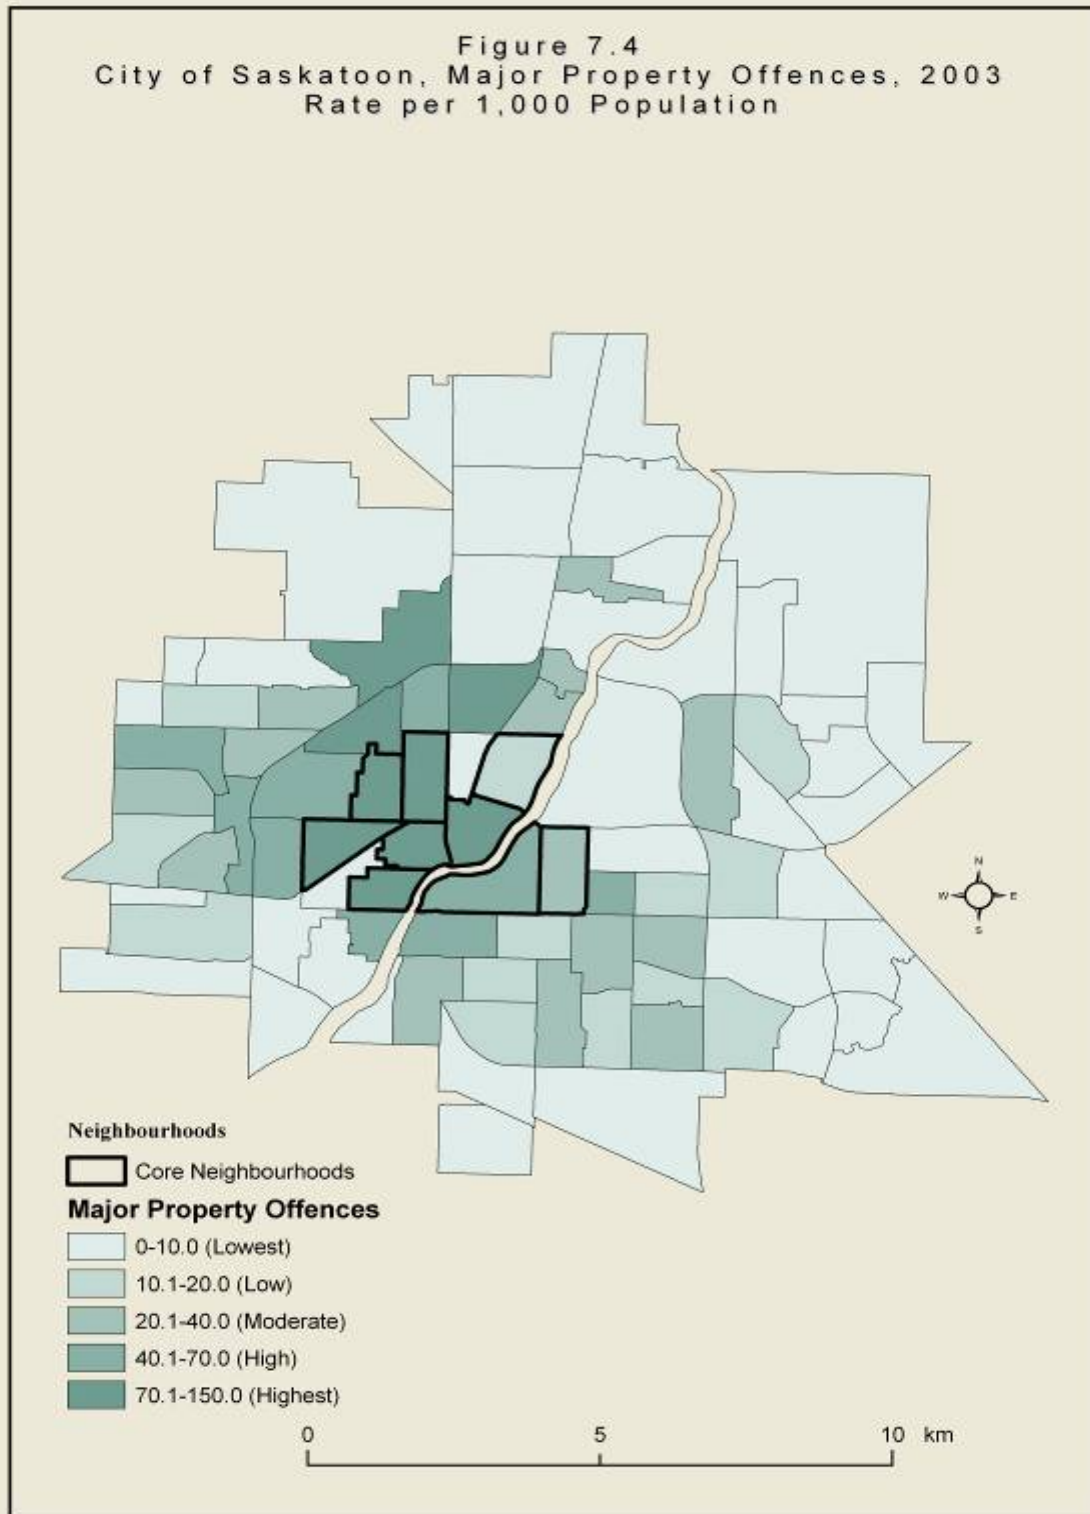 Figure 7.4
City of Saskatoon, Major Property Offences, 2003
Rate per 1,000 Population
N
W E
S
Neighbourhoods
Core Neighbourhoods
Major Property Offences
0-10.0 (Lowest)
10.1-20.0 (Low)
20.1-40.0 (Moderate)
40.1-70.0 (High)
70.1-150.0 (Highest)
0 5 10 km